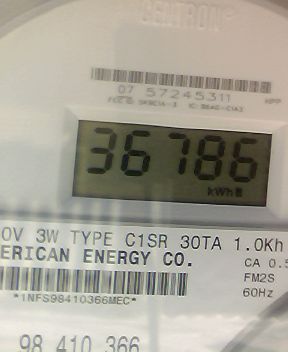 CENTRON®
07 57245311
36786
kWh
0V 3W TYPE C1SR 30TA 1.0Kh
ERICAN ENERGY CO.
CA 0.5
FM2S
*1NFS98410366MEC*
60Hz
98 410 366